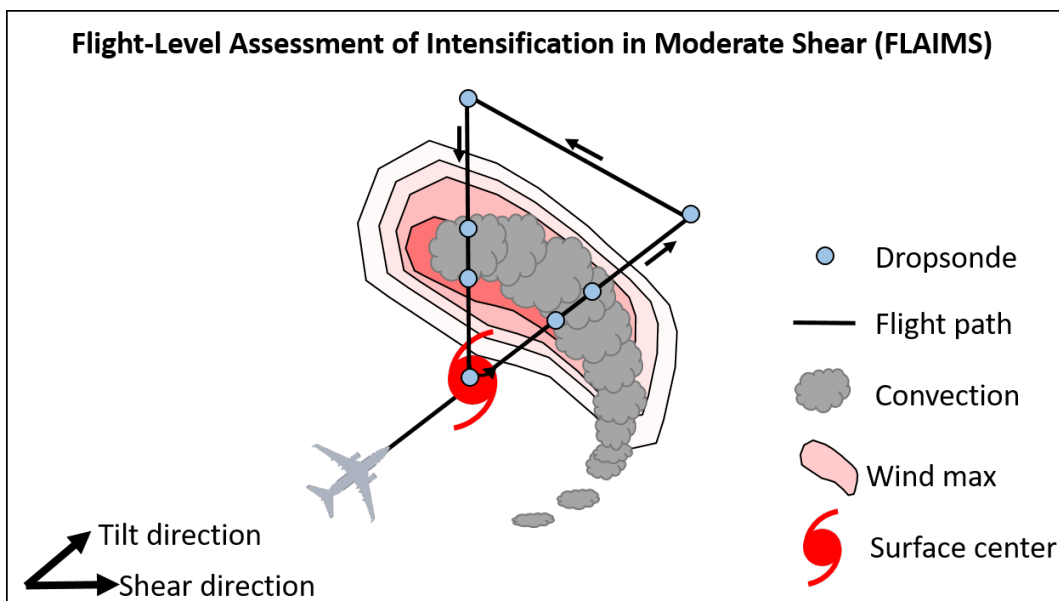 Flight-Level Assessment of Intensification in Moderate Shear (FLAIMS)
Dropsonde
Flight path
Convection
Wind max
Surface center
Tilt direction
Shear direction